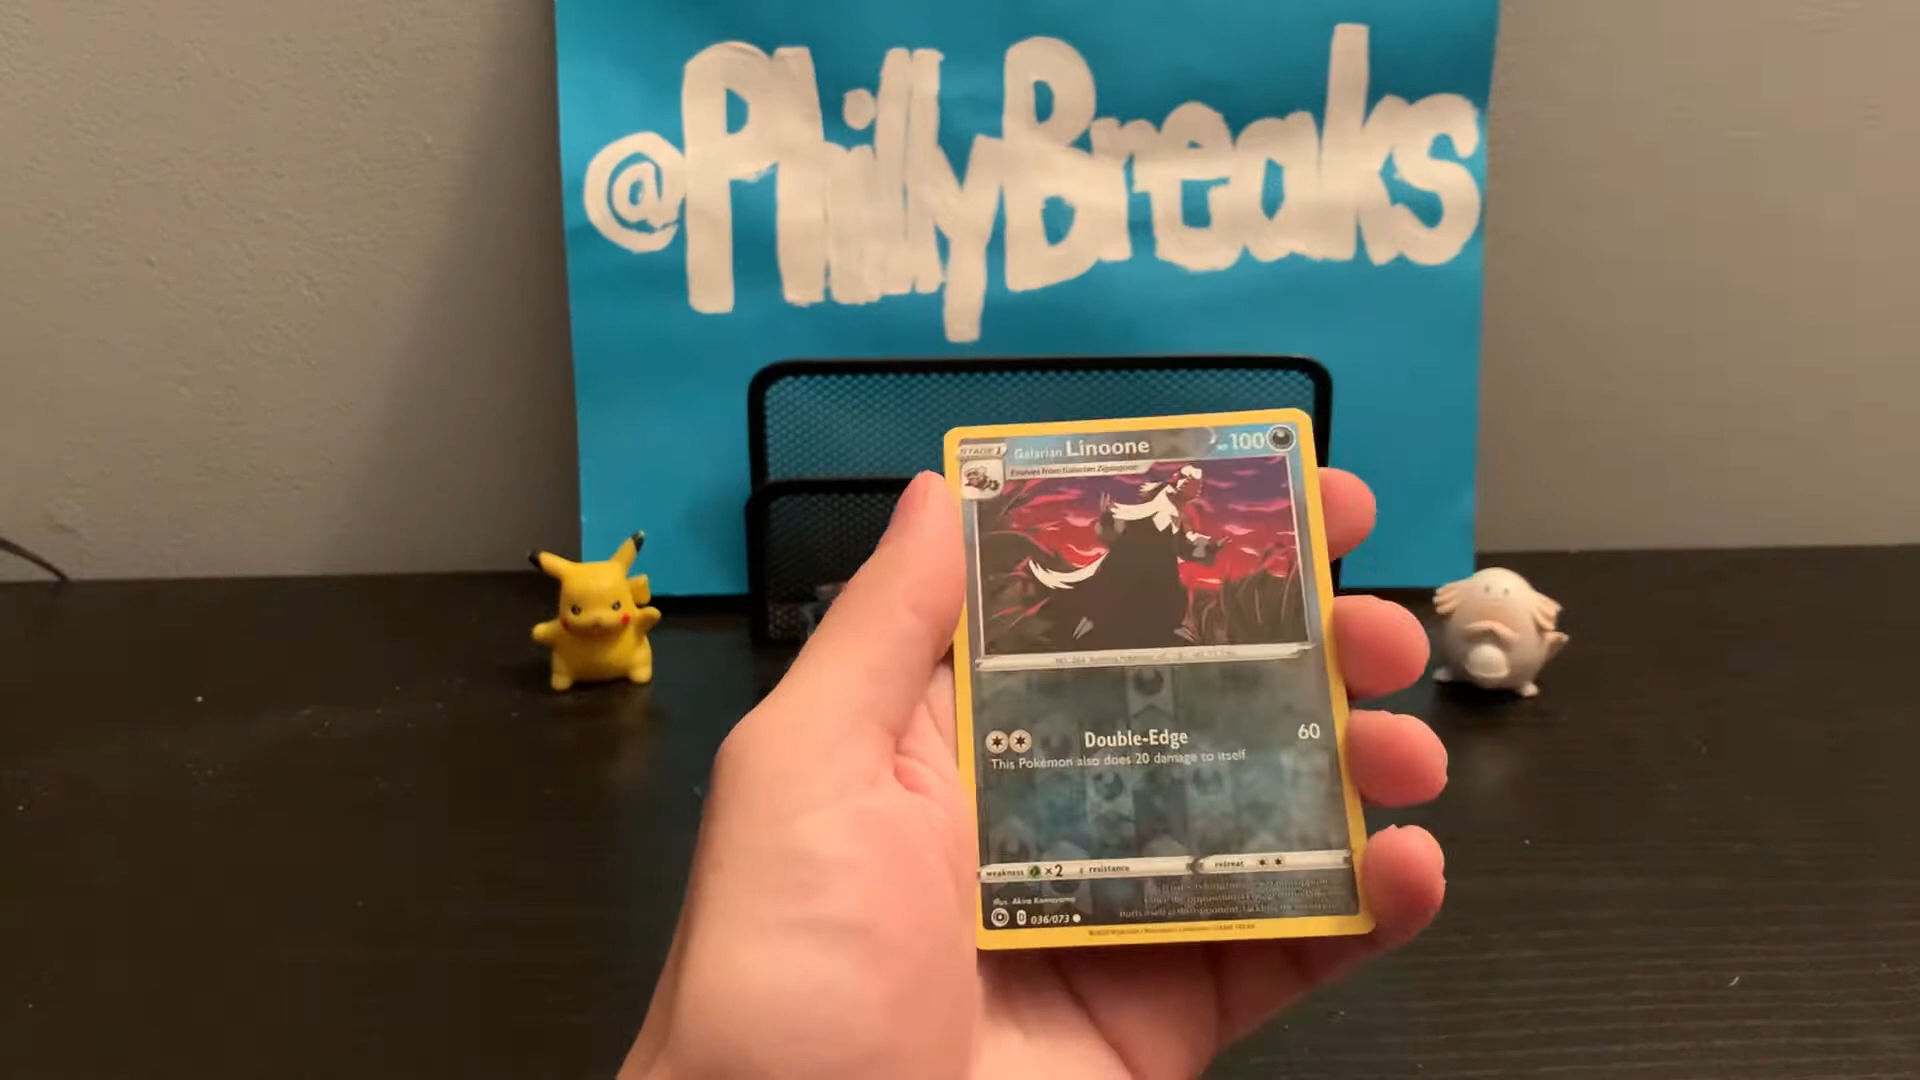 @PhillyBreaks
STAGE 1
Galarian Linoone
HP 100
Evolves from Galarian Zigzagoon
Double-Edge 60
This Pokémon also does 20 damage to itself.
weakness ×2 resistance retreat
Illus. Akira Komayama
D 036/073